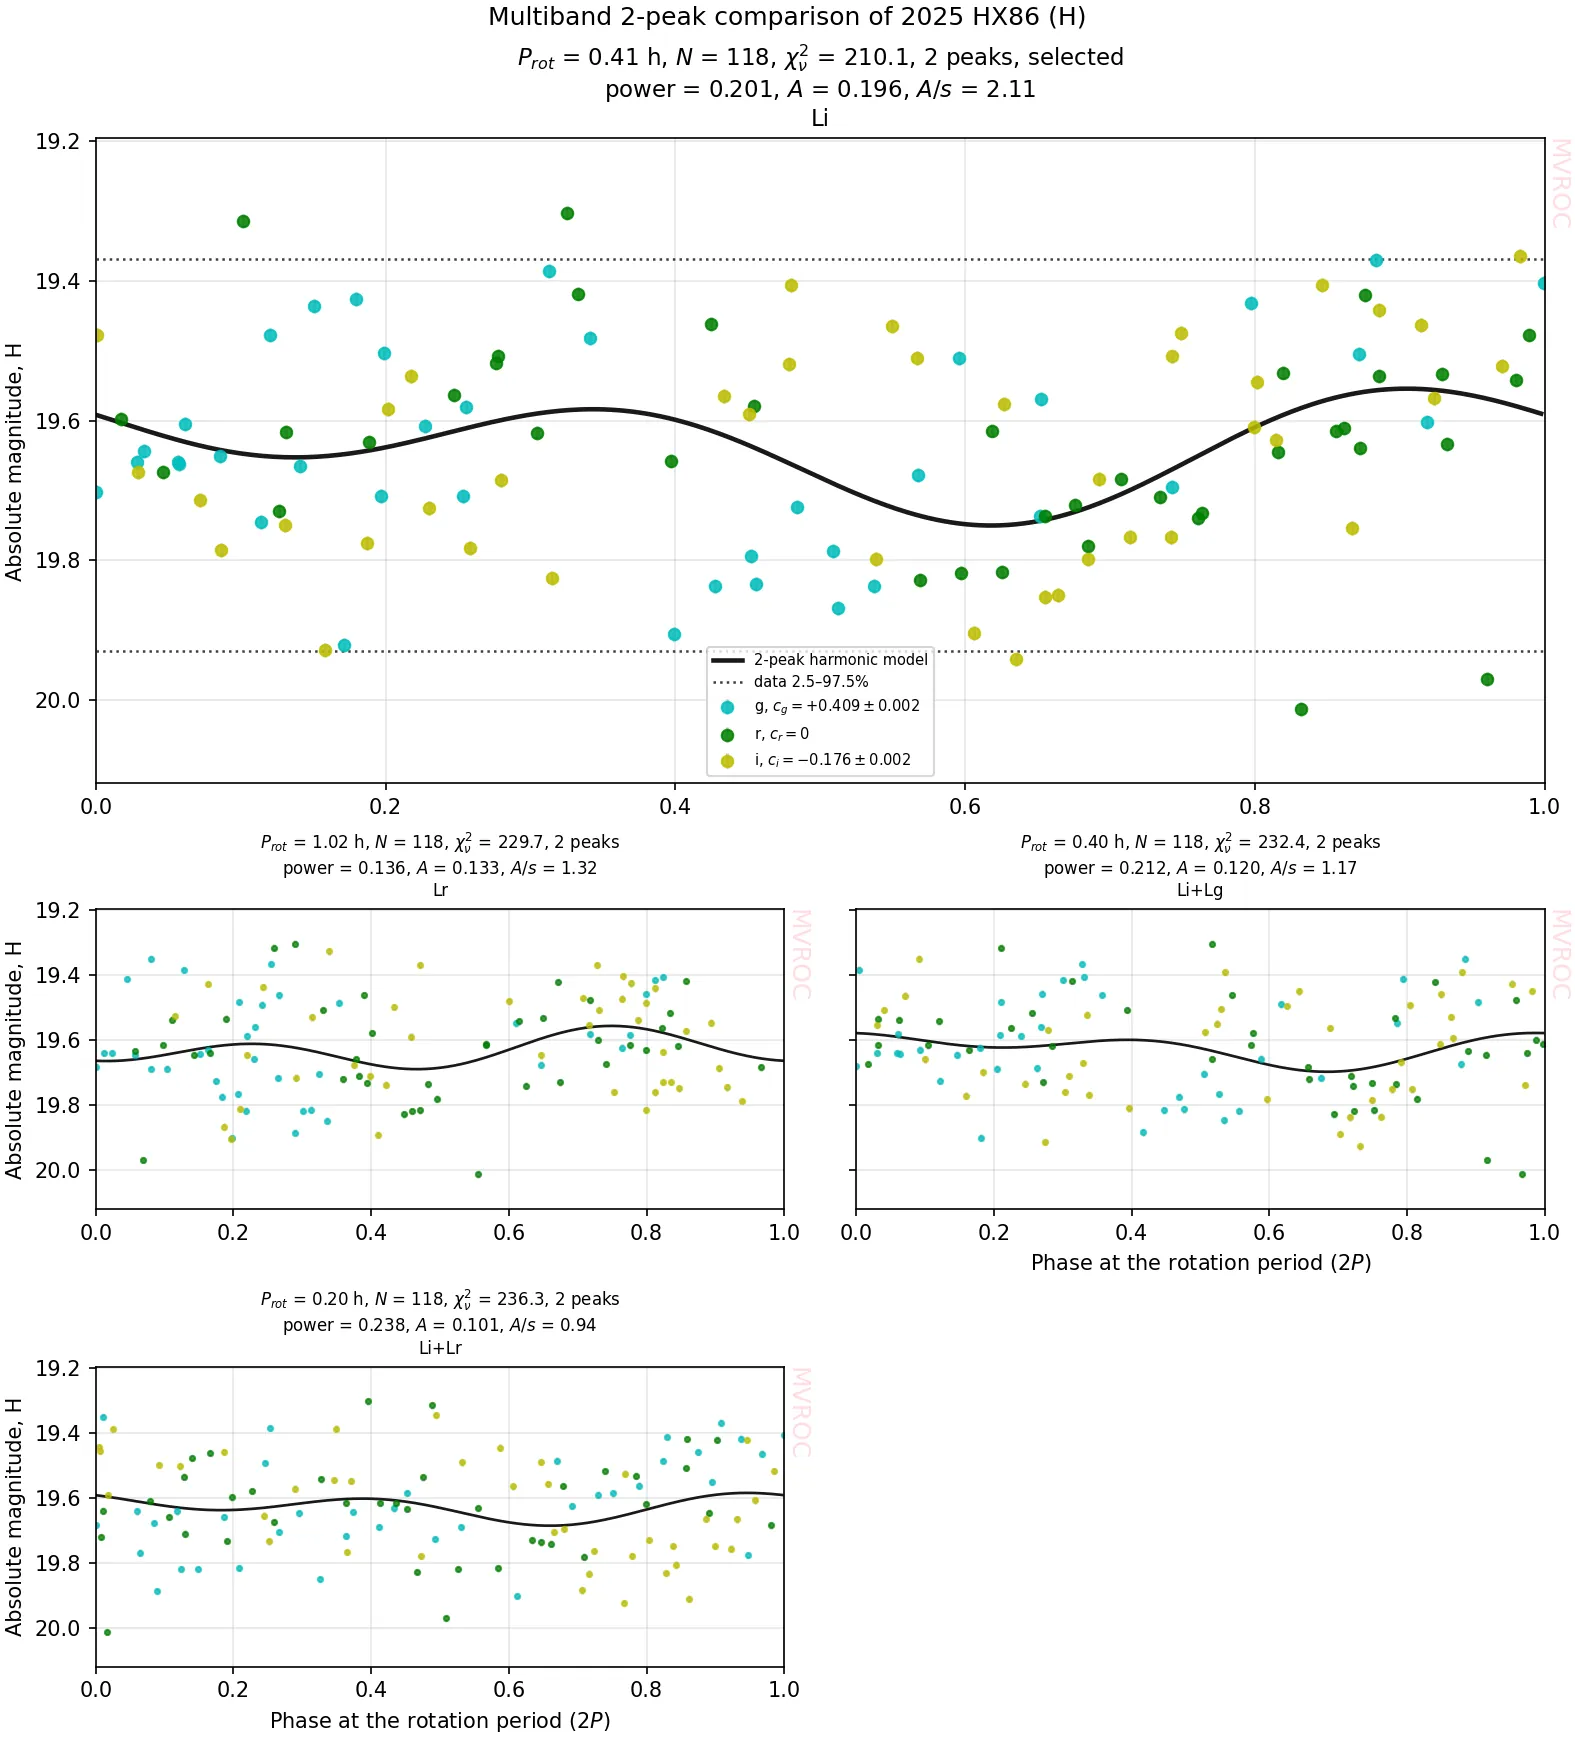 Multiband 2-peak comparison of 2025 HX86 (H)
P_rot = 0.41 h, N = 118, χ²_ν = 210.1, 2 peaks, selected
power = 0.201, A = 0.196, A/s = 2.11
Li
19.2
19.4
19.6
19.8
20.0
Absolute magnitude, H
MVROC
2-peak harmonic model
data 2.5–97.5%
g, c_g = +0.409 ± 0.002
r, c_r = 0
i, c_i = −0.176 ± 0.002
0.0 0.2 0.4 0.6 0.8 1.0
P_rot = 1.02 h, N = 118, χ²_ν = 229.7, 2 peaks
power = 0.136, A = 0.133, A/s = 1.32
Lr
19.2
19.4
19.6
19.8
20.0
Absolute magnitude, H
MVROC
0.0 0.2 0.4 0.6 0.8 1.0
P_rot = 0.40 h, N = 118, χ²_ν = 232.4, 2 peaks
power = 0.212, A = 0.120, A/s = 1.17
Li+Lg
MVROC
0.0 0.2 0.4 0.6 0.8 1.0
Phase at the rotation period (2P)
P_rot = 0.20 h, N = 118, χ²_ν = 236.3, 2 peaks
power = 0.238, A = 0.101, A/s = 0.94
Li+Lr
19.2
19.4
19.6
19.8
20.0
Absolute magnitude, H
MVROC
0.0 0.2 0.4 0.6 0.8 1.0
Phase at the rotation period (2P)